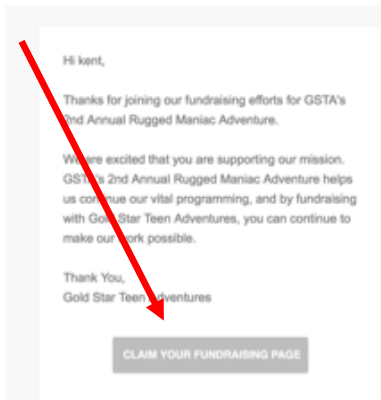 Hi kent,
Thanks for joining our fundraising efforts for GSTA's
2nd Annual Rugged Maniac Adventure.
We are excited that you are supporting our mission.
GSTA's 2nd Annual Rugged Maniac Adventure helps
us continue our vital programming, and by fundraising
with Gold Star Teen Adventures, you can continue to
make our work possible.
Thank You,
Gold Star Teen Adventures
CLAIM YOUR FUNDRAISING PAGE